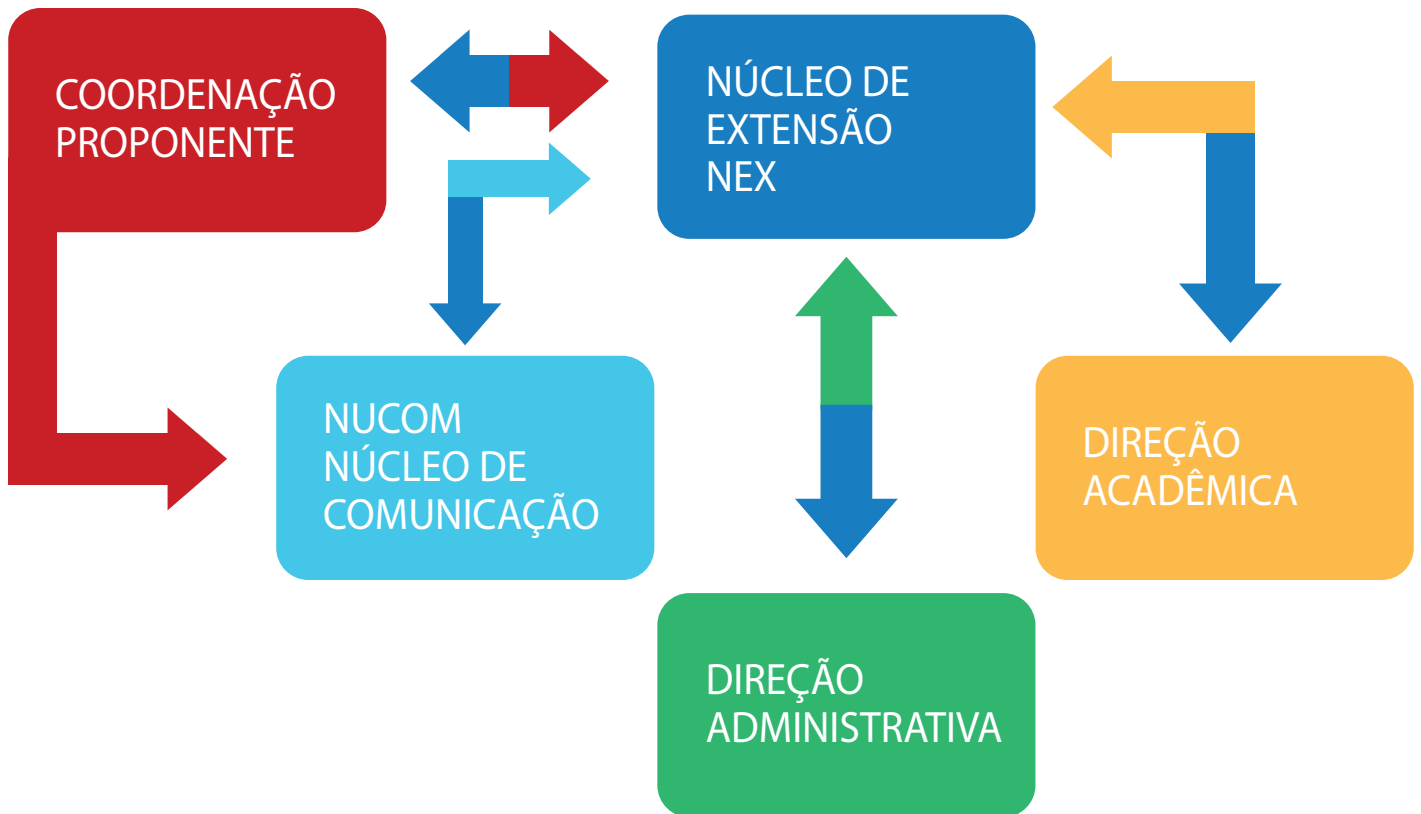 COORDENAÇÃO
PROPONENTE
NÚCLEO DE
EXTENSÃO
NEX
NUCOM
NÚCLEO DE
COMUNICAÇÃO
DIREÇÃO
ACADÊMICA
DIREÇÃO
ADMINISTRATIVA